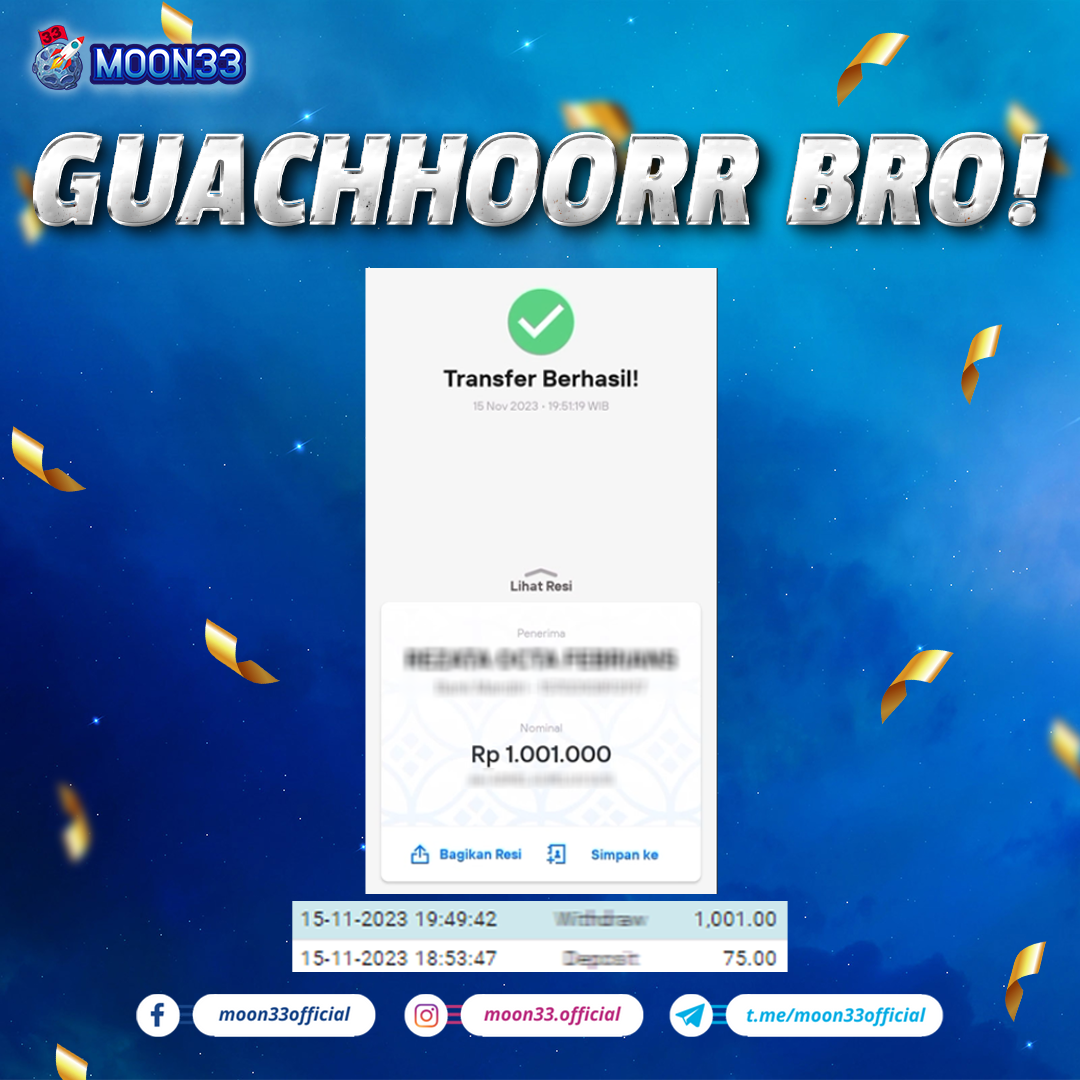 33
MOON33
GUACHHOORR BRO!
Transfer Berhasil!
15 Nov 2023 • 19:51:19 WIB
Lihat Resi
Penerima
Nominal
Rp 1.001.000
Bagikan Resi
Simpan ke
15-11-2023 19:49:42 Withdraw 1,001.00
15-11-2023 18:53:47 Deposit 75.00
moon33official
moon33.official
t.me/moon33official